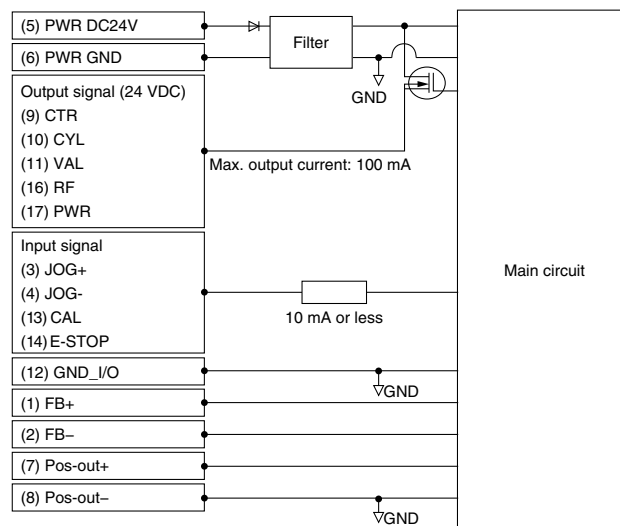 (5) PWR DC24V
Filter
(6) PWR GND
GND
Output signal (24 VDC)
(9) CTR
(10) CYL
(11) VAL
(16) RF
(17) PWR
Max. output current: 100 mA
Input signal
(3) JOG+
(4) JOG-
(13) CAL
(14) E-STOP
10 mA or less
Main circuit
(12) GND_I/O
GND
(1) FB+
(2) FB–
(7) Pos-out+
(8) Pos-out–
GND